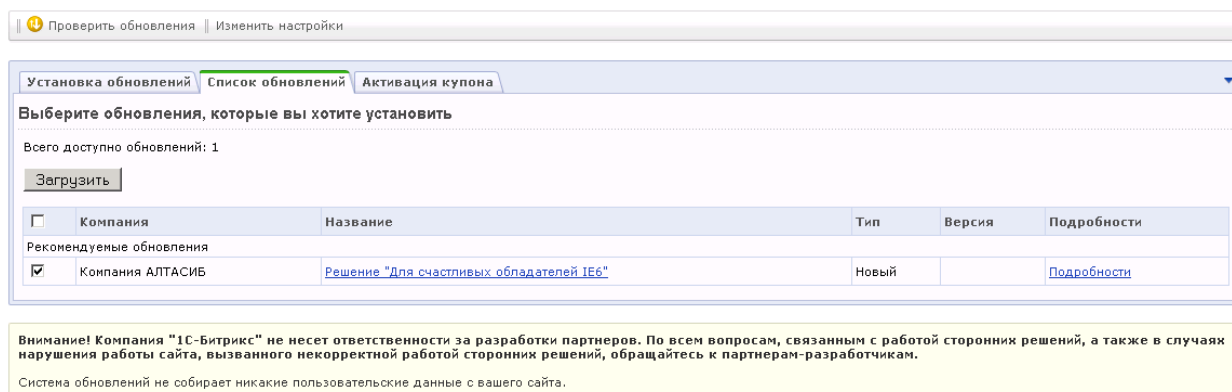 Проверить обновления Изменить настройки
Установка обновлений Список обновлений Активация купона
Выберите обновления, которые вы хотите установить
Всего доступно обновлений: 1
Загрузить
Компания Название Тип Версия Подробности
Рекомендуемые обновления
Компания АЛТАСИБ Решение "Для счастливых обладателей IE6" Новый Подробности
Внимание! Компания "1С-Битрикс" не несет ответственности за разработки партнеров. По всем вопросам, связанным с работой сторонних решений, а также в случаях
нарушения работы сайта, вызванного некорректной работой сторонних решений, обращайтесь к партнерам-разработчикам.
Система обновлений не собирает никакие пользовательские данные с вашего сайта.